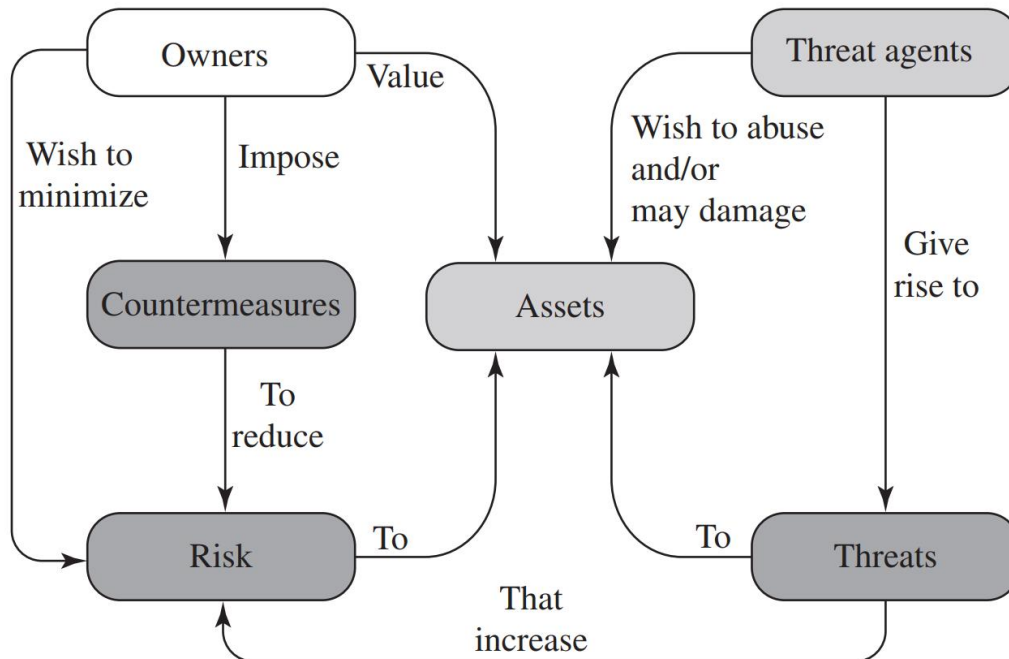 Owners
Threat agents
Value
Wish to
minimize
Impose
Wish to abuse
and/or
may damage
Give
rise to
Countermeasures
Assets
To
reduce
Risk
To
To
Threats
That
increase